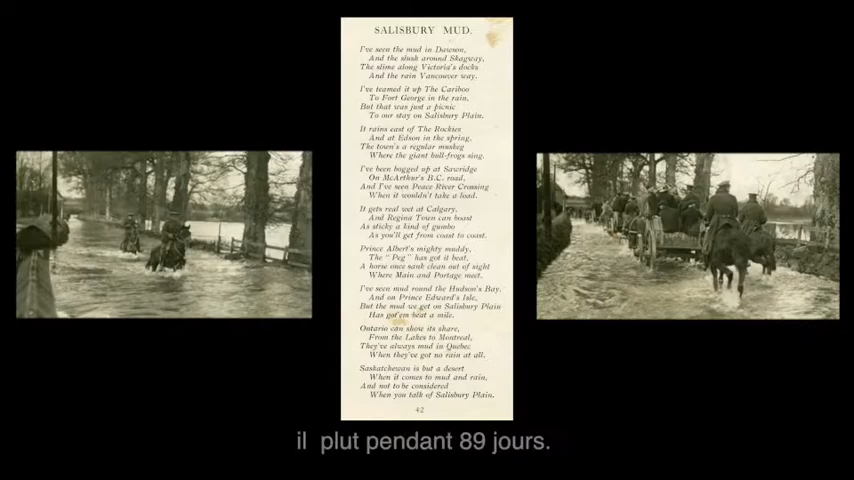 SALISBURY MUD.
I've seen the mud in Dawson,
And the slush around Skagway,
The slime along Victoria's docks
And the rain Vancouver way.
I've teamed it up The Cariboo
To Fort George in the rain,
But that was just a picnic
To our stay on Salisbury Plain.
It rains east of The Rockies
And at Edson in the spring,
The town's a regular muskeg
Where the giant bull-frogs sing.
I've been bogged up at Sawridge
On McArthur's B.C. road,
And I've seen Peace River Crossing
When it wouldn't take a load.
It gets real wet at Calgary,
And Regina Town can boast
As sticky a kind of gumbo
As you'll get from coast to coast.
Prince Albert's mighty muddy,
The "Peg" has got it beat,
A horse once sank clean out of sight
Where Main and Portage meet.
I've seen mud round the Hudson's Bay,
And on Prince Edward's Isle,
But the mud we get on Salisbury Plain
Has got'em beat a mile.
Ontario can show its share,
From the Lakes to Montreal,
They've always mud in Quebec
When they've got no rain at all.
Saskatchewan is but a desert
When it comes to mud and rain,
And not to be considered
When you talk of Salisbury Plain.
42
il plut pendant 89 jours.